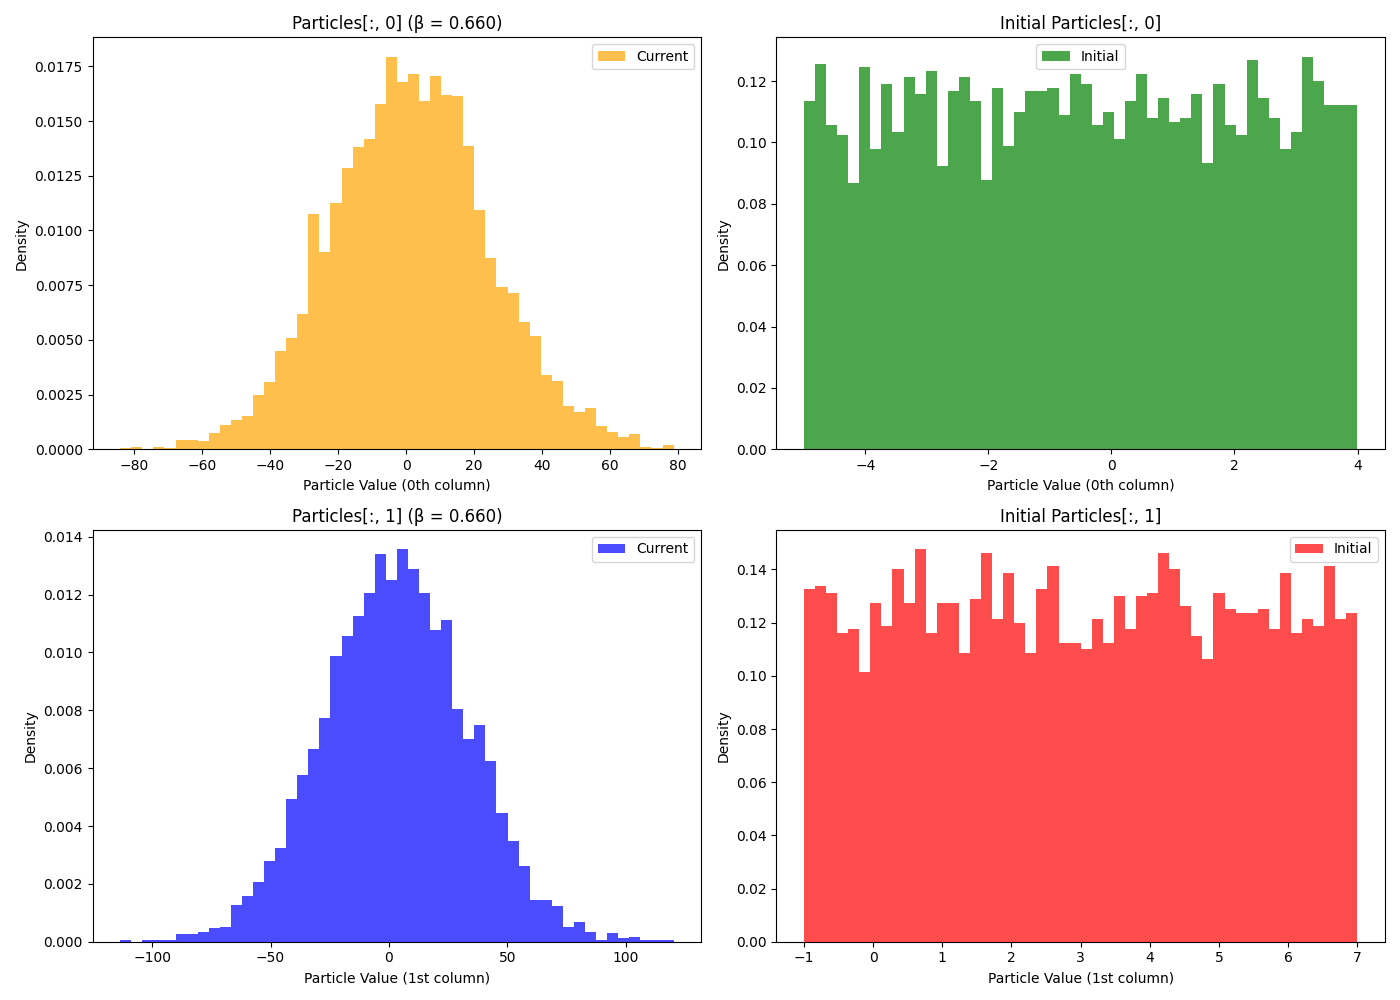 Particles[:, 0] (β = 0.660)
Current
Density
0.0175
0.0150
0.0125
0.0100
0.0075
0.0050
0.0025
0.0000
−80 −60 −40 −20 0 20 40 60 80
Particle Value (0th column)
Initial Particles[:, 0]
Initial
Density
0.12
0.10
0.08
0.06
0.04
0.02
0.00
−4 −2 0 2 4
Particle Value (0th column)
Particles[:, 1] (β = 0.660)
Current
Density
0.014
0.012
0.010
0.008
0.006
0.004
0.002
0.000
−100 −50 0 50 100
Particle Value (1st column)
Initial Particles[:, 1]
Initial
Density
0.14
0.12
0.10
0.08
0.06
0.04
0.02
0.00
−1 0 1 2 3 4 5 6 7
Particle Value (1st column)